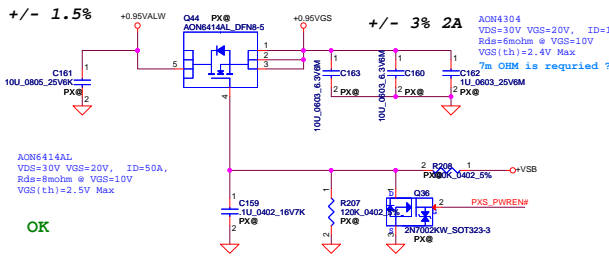 +/- 1.5%
+0.95VALW
Q44
PX@
AON6414AL_DFN8-5
+0.95VGS
+/- 3% 2A
AON4304
VDS=30V VGS=20V, ID=1
Rds=6mohm @ VGS=10V
VGS(th)=2.4V Max
7m OHM is requried ?
5
1
2
3
4
C161
10U_0805_25V6K
PX@
1
2
C163
10U_0603_6.3V6M
PX@
1
2
C160
10U_0603_6.3V6M
PX@
1
2
C162
1U_0603_25V6M
PX@
1
2
AON6414AL
VDS=30V VGS=20V, ID=50A,
Rds=8mohm @ VGS=10V
VGS(th)=2.5V Max
OK
C159
.1U_0402_16V7K
PX@
1
2
R207
120K_0402_5%
PX@
1
2
2
R208
1
PX@
+VSB
Q36
2
PXS_PWREN#
2N7002KW_SOT323-3
PX@